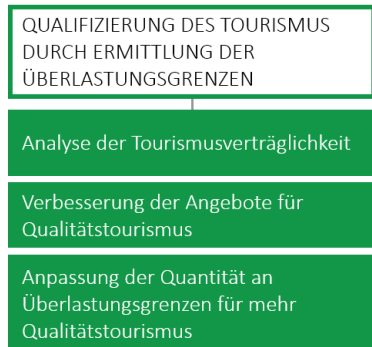 QUALIFIZIERUNG DES TOURISMUS
DURCH ERMITTLUNG DER
ÜBERLASTUNGSGRENZEN
Analyse der Tourismusverträglichkeit
Verbesserung der Angebote für
Qualitätstourismus
Anpassung der Quantität an
Überlastungsgrenzen für mehr
Qualitätstourismus